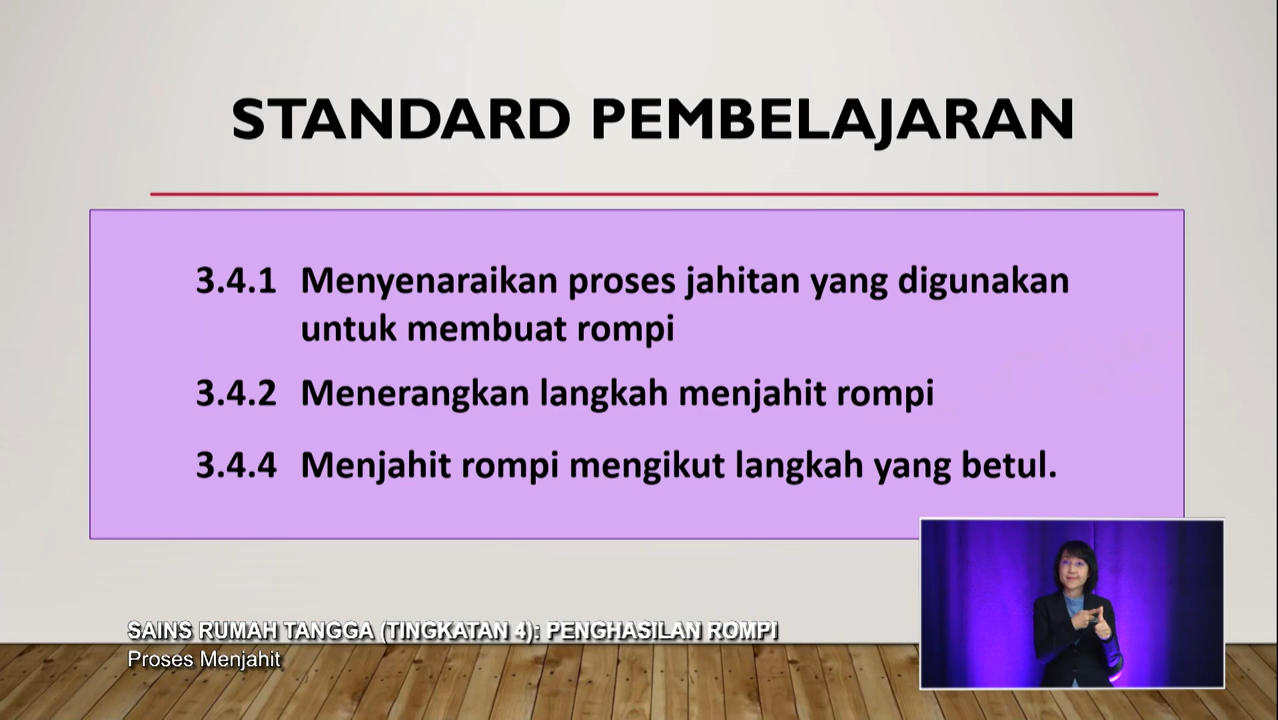 STANDARD PEMBELAJARAN
3.4.1 Menyenaraikan proses jahitan yang digunakan
untuk membuat rompi
3.4.2 Menerangkan langkah menjahit rompi
3.4.4 Menjahit rompi mengikut langkah yang betul.
SAINS RUMAH TANGGA (TINGKATAN 4): PENGHASILAN ROMPI
Proses Menjahit